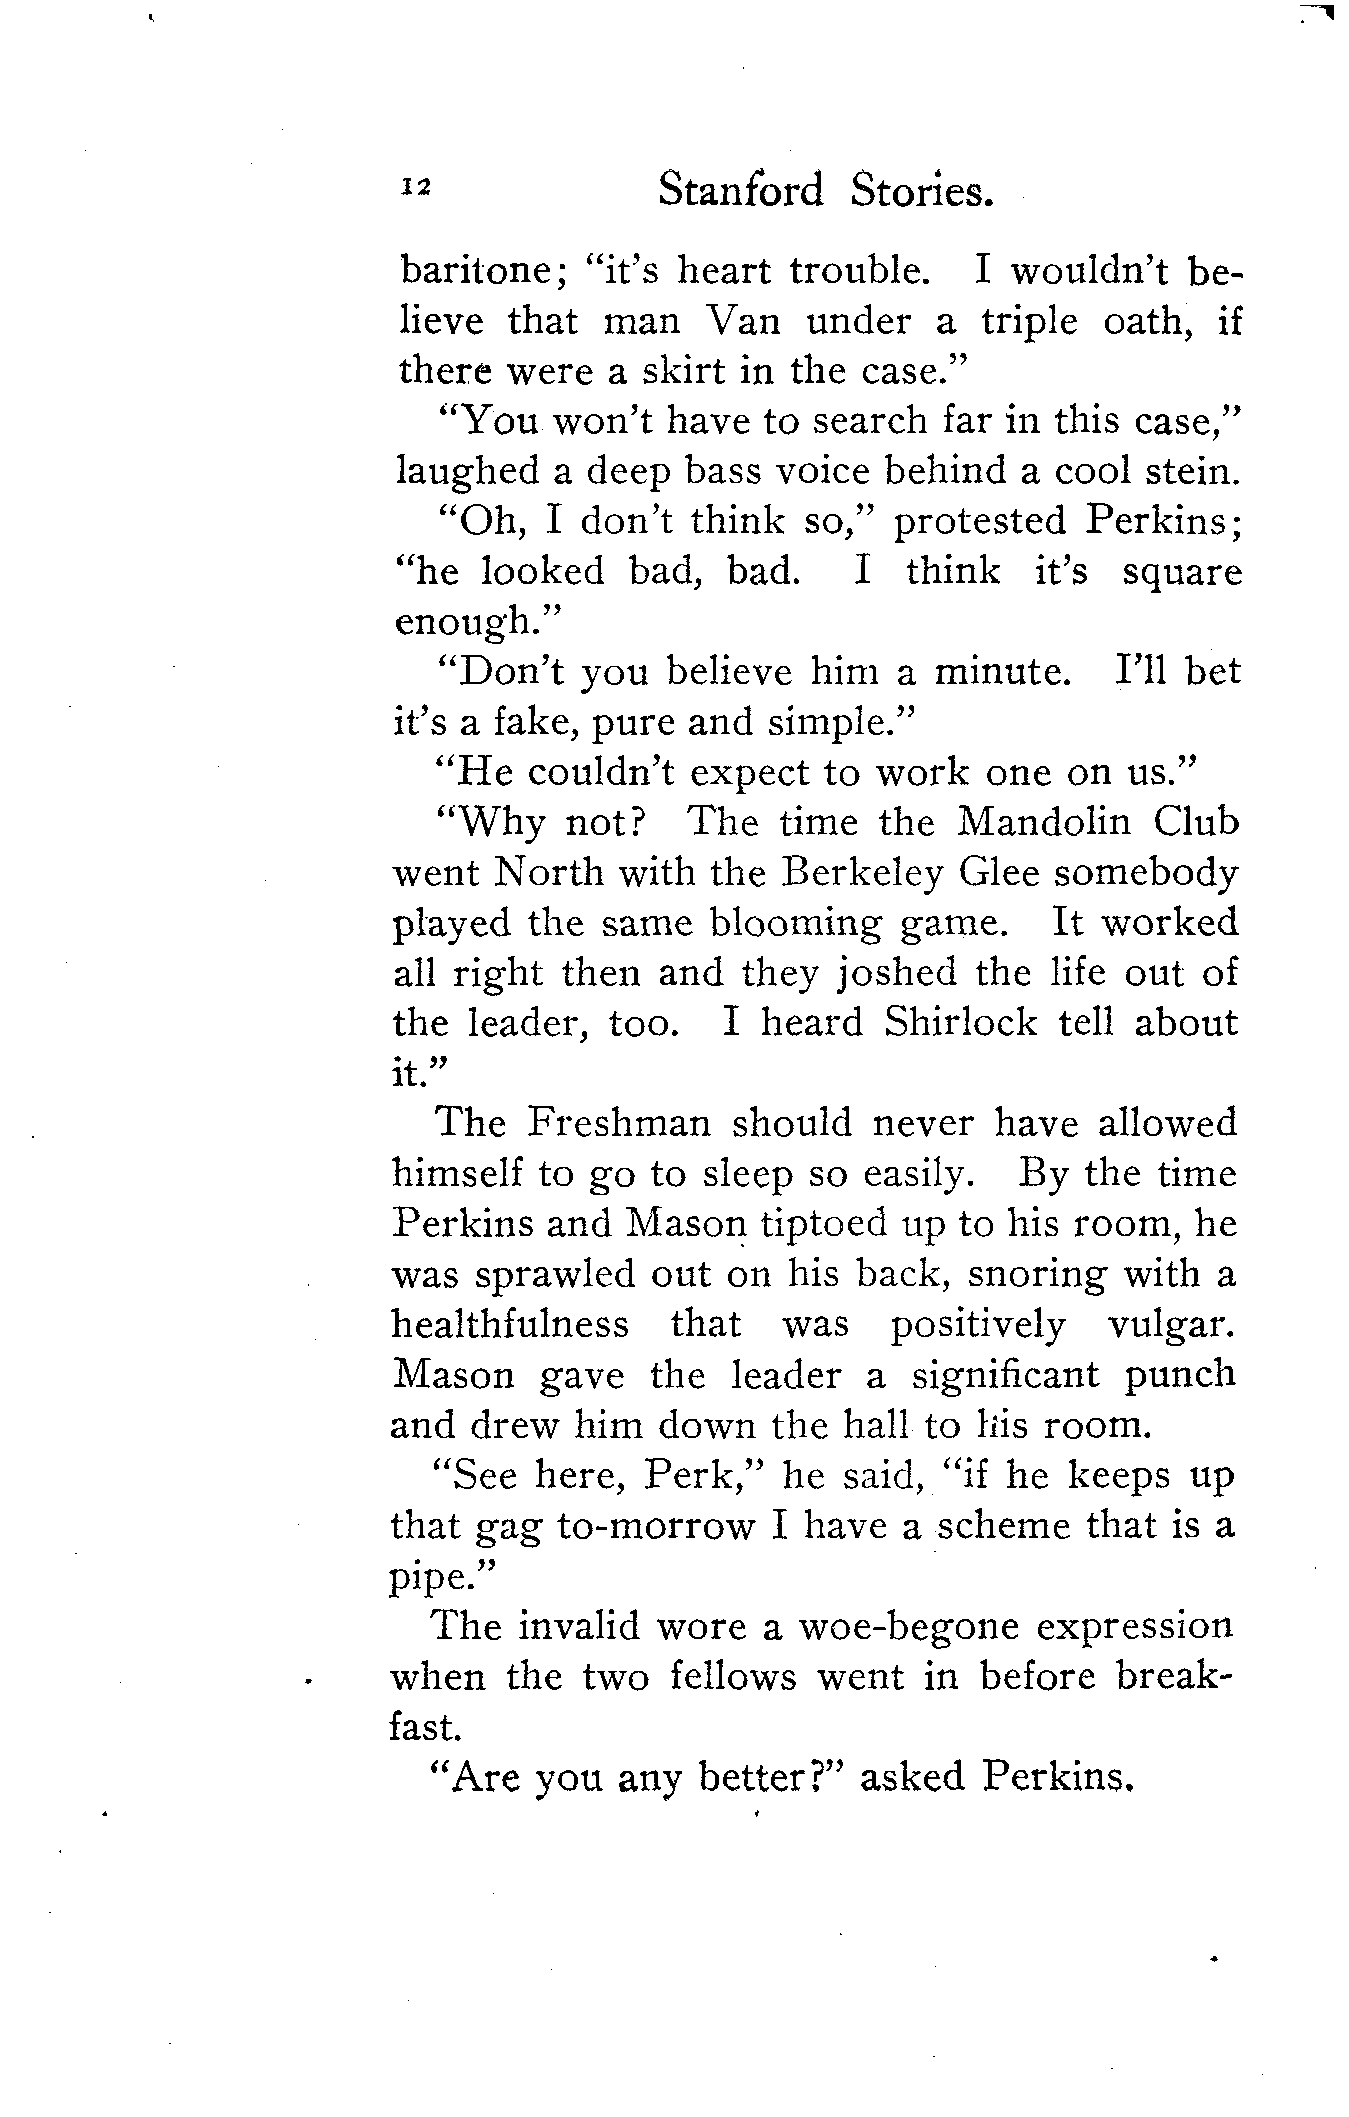 12 Stanford Stories.
baritone; "it's heart trouble. I wouldn't be-
lieve that man Van under a triple oath, if
there were a skirt in the case."
"You won't have to search far in this case,"
laughed a deep bass voice behind a cool stein.
"Oh, I don't think so," protested Perkins;
"he looked bad, bad. I think it's square
enough."
"Don't you believe him a minute. I'll bet
it's a fake, pure and simple."
"He couldn't expect to work one on us."
"Why not? The time the Mandolin Club
went North with the Berkeley Glee somebody
played the same blooming game. It worked
all right then and they joshed the life out of
the leader, too. I heard Shirlock tell about
it."
The Freshman should never have allowed
himself to go to sleep so easily. By the time
Perkins and Mason tiptoed up to his room, he
was sprawled out on his back, snoring with a
healthfulness that was positively vulgar.
Mason gave the leader a significant punch
and drew him down the hall to his room.
"See here, Perk," he said, "if he keeps up
that gag to-morrow I have a scheme that is a
pipe."
The invalid wore a woe-begone expression
when the two fellows went in before break-
fast.
"Are you any better?" asked Perkins.